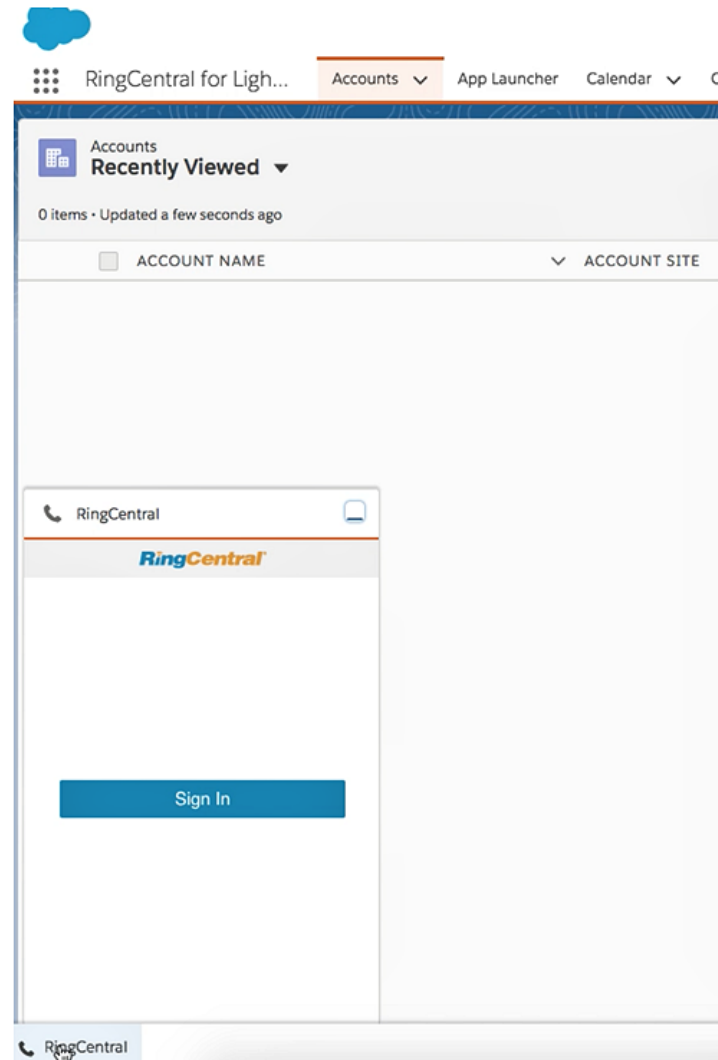 RingCentral for Ligh...
Accounts
App Launcher
Calendar
Accounts
Recently Viewed
0 items • Updated a few seconds ago
ACCOUNT NAME
ACCOUNT SITE
RingCentral
RingCentral
Sign In
RingCentral